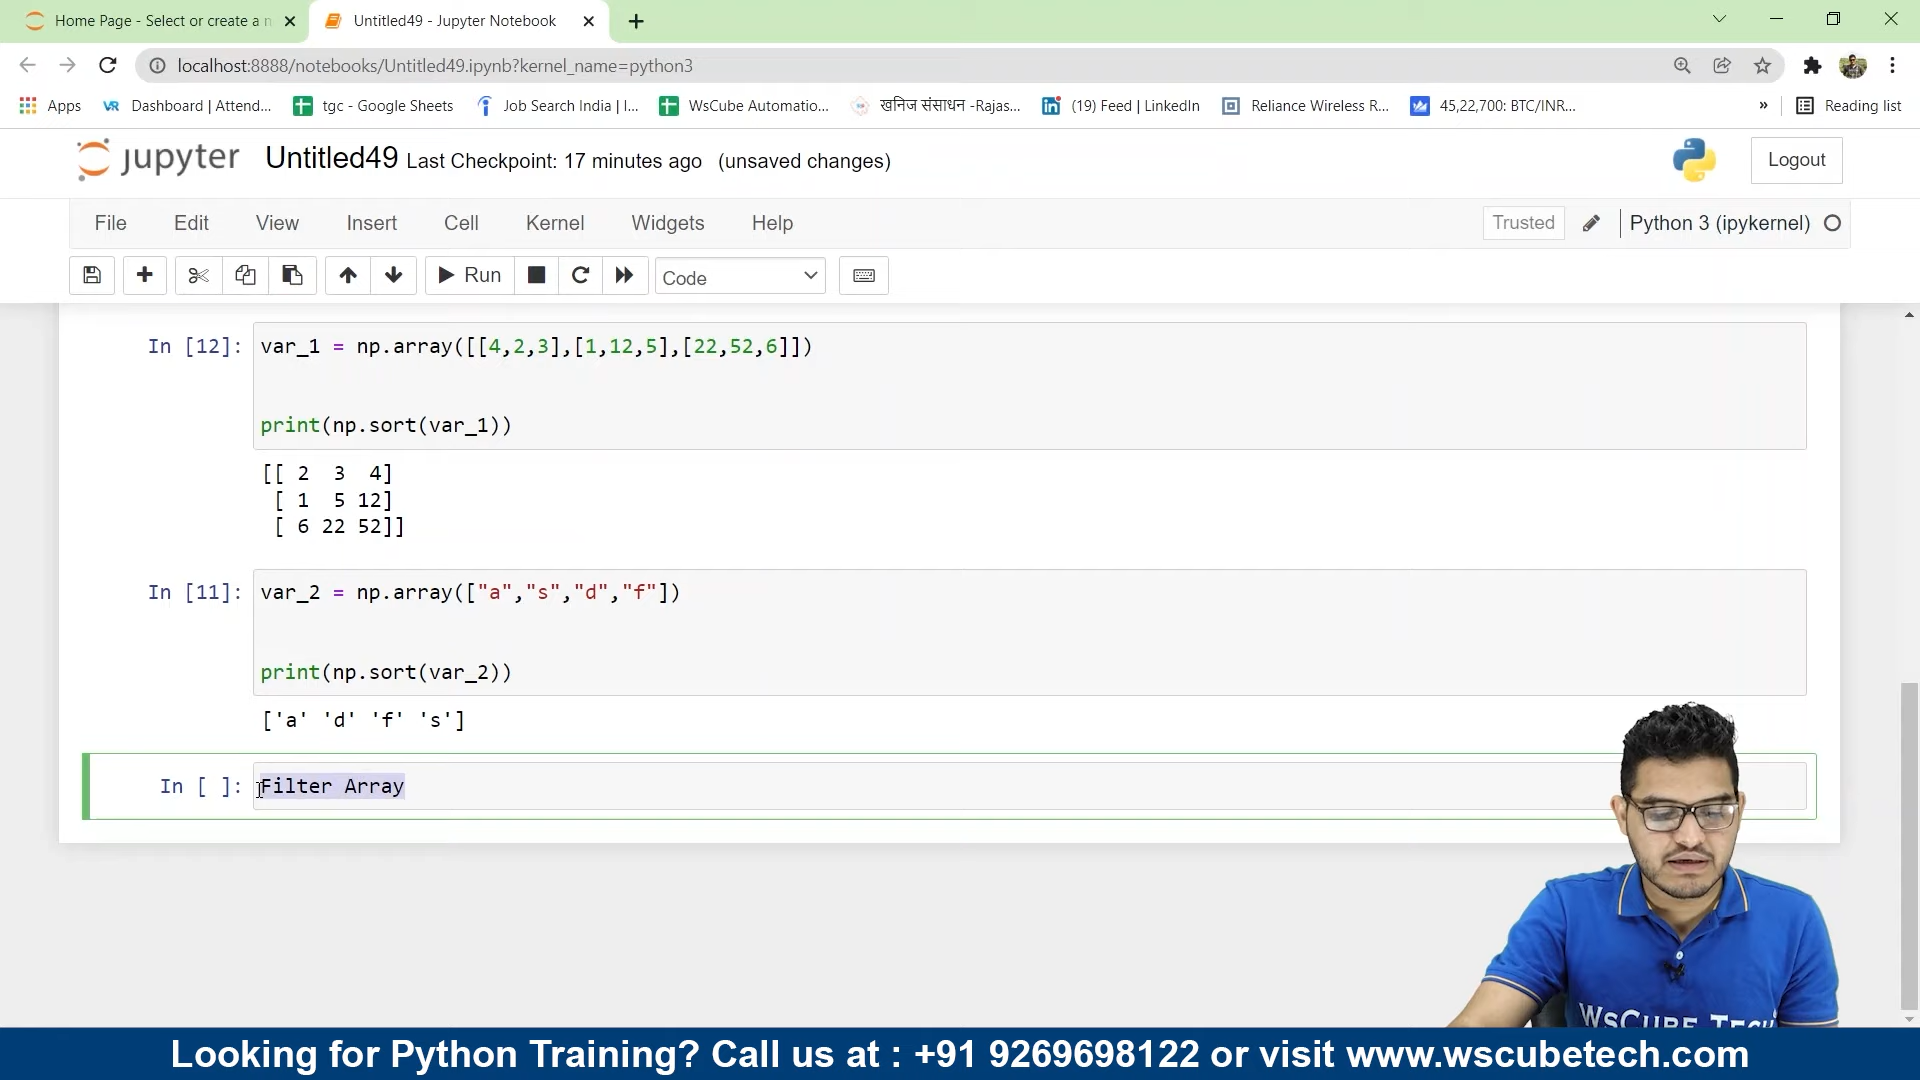 Home Page - Select or create a n
Untitled49 - Jupyter Notebook
localhost:8888/notebooks/Untitled49.ipynb?kernel_name=python3
Apps
VR Dashboard | Attend...
tgc - Google Sheets
Job Search India | I...
WsCube Automatio...
खनिज संसाधन -Rajas...
in (19) Feed | LinkedIn
Reliance Wireless R...
45,22,700: BTC/INR...
»
Reading list
jupyter Untitled49 Last Checkpoint: 17 minutes ago (unsaved changes)
Logout
File Edit View Insert Cell Kernel Widgets Help
Trusted
Python 3 (ipykernel)
Run
Code
In [12]: var_1 = np.array([[4,2,3],[1,12,5],[22,52,6]])
print(np.sort(var_1))
[[ 2  3  4]
[ 1  5 12]
[ 6 22 52]]
In [11]: var_2 = np.array(["a","s","d","f"])
print(np.sort(var_2))
['a' 'd' 'f' 's']
In [ ]: Filter Array
WSCUBE TECH
Looking for Python Training? Call us at : +91 9269698122 or visit www.wscubetech.com